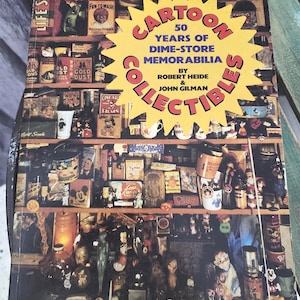 CARTOON
50
YEARS OF
DIME-STORE
MEMORABILIA
BY
ROBERT HEIDE
&
JOHN GILMAN
COLLECTIBLES